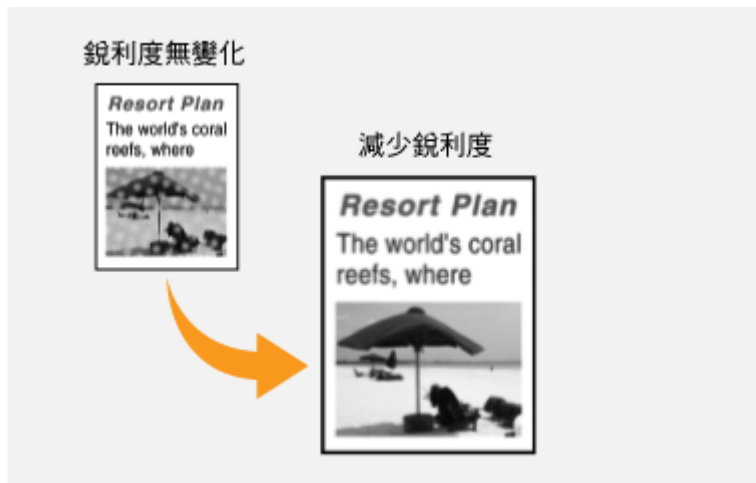 銳利度無變化
Resort Plan
The world's coral
reefs, where
減少銳利度
Resort Plan
The world's coral
reefs, where